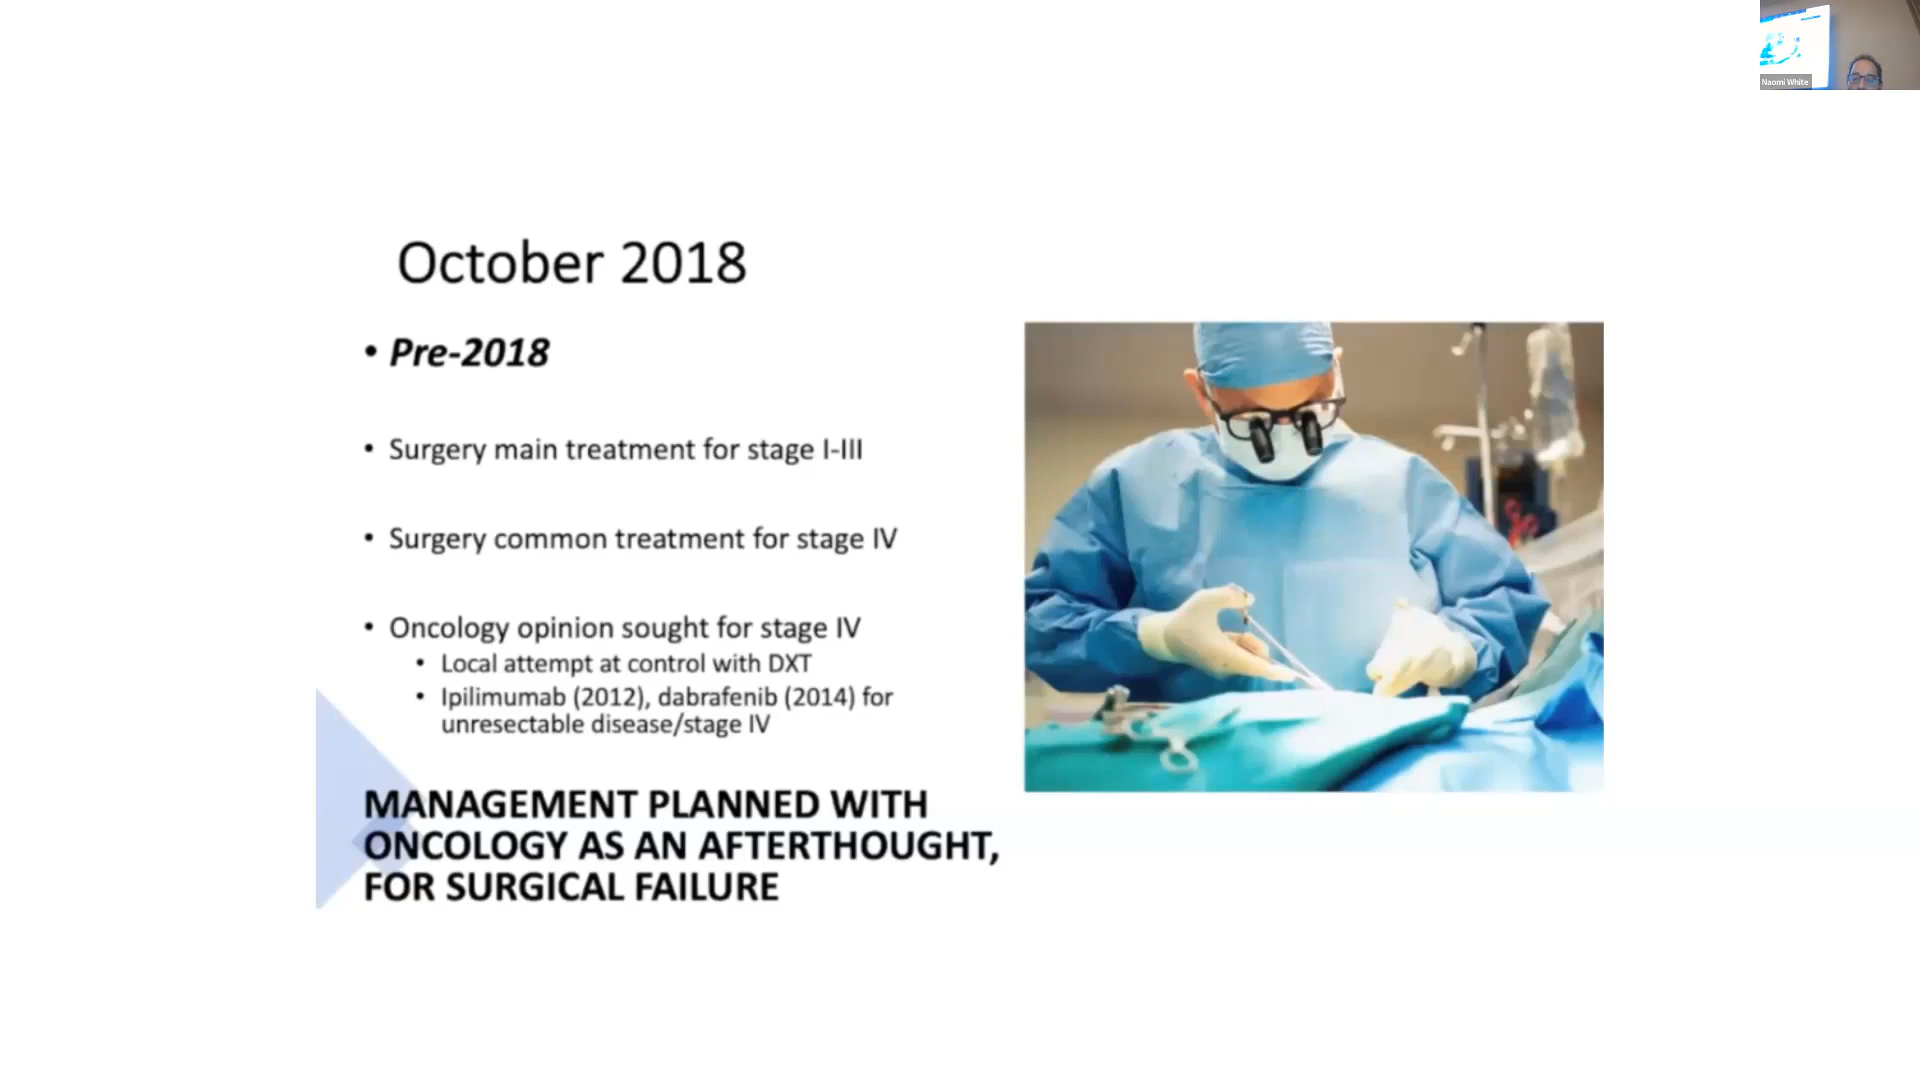 Naomi White
October 2018
• Pre-2018
• Surgery main treatment for stage I-III
• Surgery common treatment for stage IV
• Oncology opinion sought for stage IV
• Local attempt at control with DXT
• Ipilimumab (2012), dabrafenib (2014) for
unresectable disease/stage IV
MANAGEMENT PLANNED WITH
ONCOLOGY AS AN AFTERTHOUGHT,
FOR SURGICAL FAILURE